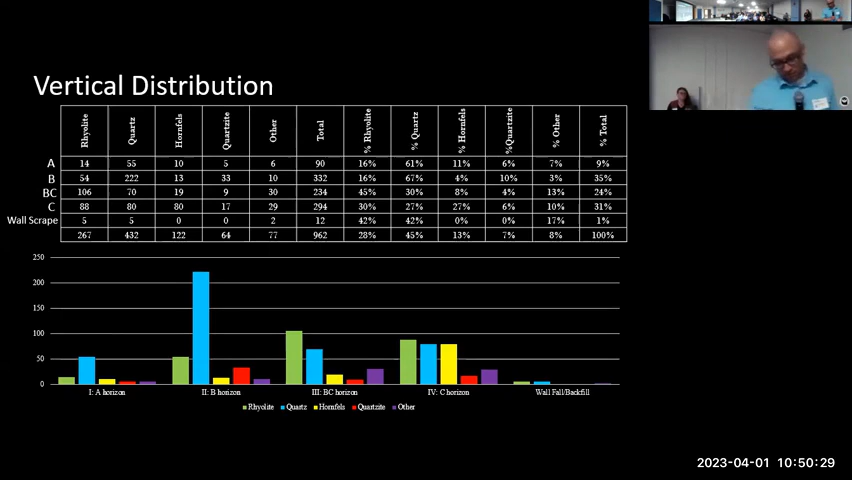 Vertical Distribution
Rhyolite Quartz Hornfels Quartzite Other Total % Rhyolite % Quartz % Hornfels %Quartzite % Other % Total
A 14 55 10 5 6 90 16% 61% 11% 6% 7% 9%
B 54 222 13 33 10 332 16% 67% 4% 10% 3% 35%
BC 106 70 19 9 30 234 45% 30% 8% 4% 13% 24%
C 88 80 80 17 29 294 30% 27% 27% 6% 10% 31%
Wall Scrape 5 5 0 0 2 12 42% 42% 0% 0% 17% 1%
267 432 122 64 77 962 28% 45% 13% 7% 8% 100%
250
200
150
100
50
0
I: A horizon II: B horizon III: BC horizon IV: C horizon Wall Fall/Backfill
Rhyolite Quartz Hornfels Quartzite Other
2023-04-01 10:50:29